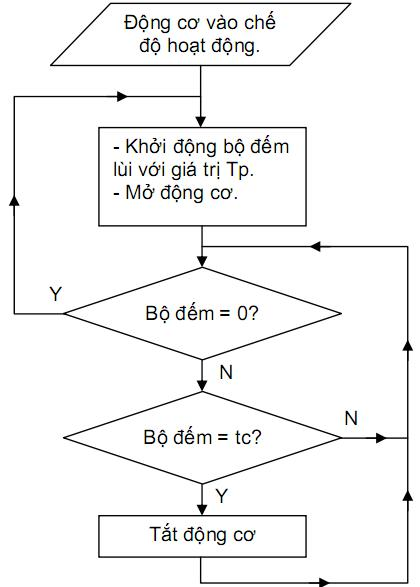 Động cơ vào chế
độ hoạt động.
- Khởi động bộ đếm
lùi với giá trị Tp.
- Mở động cơ.
Y
Bộ đếm = 0?
N
Bộ đếm = tc?
N
Y
Tắt động cơ